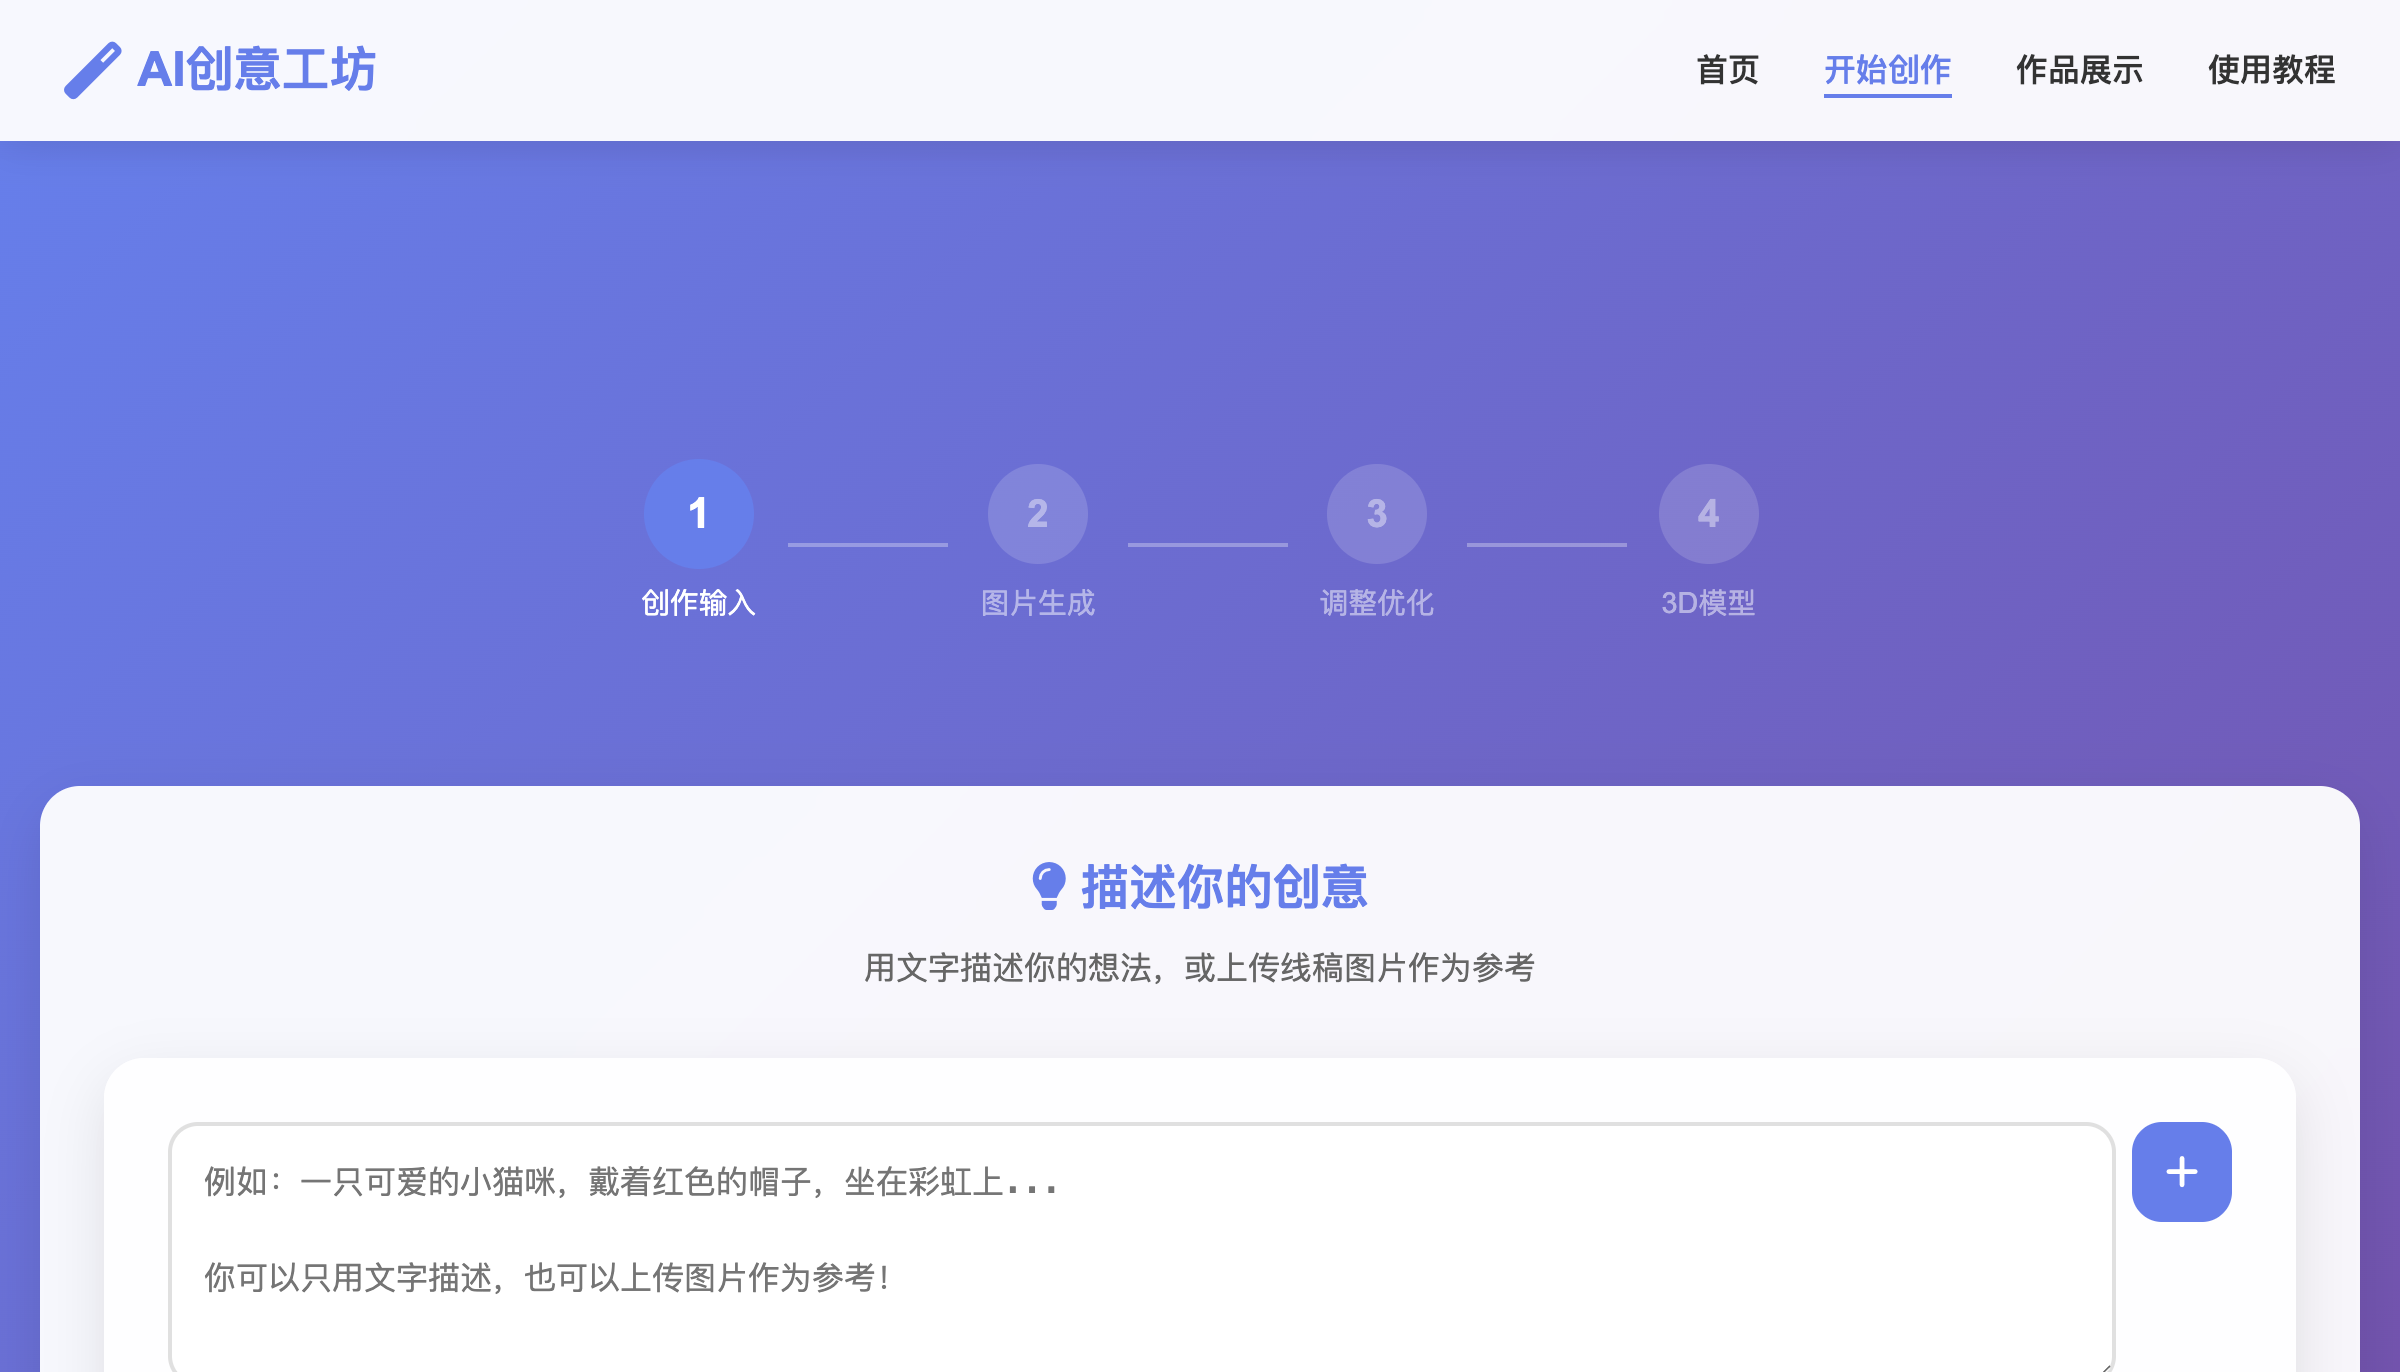 AI创意工坊
首页 开始创作 作品展示 使用教程
1 2 3 4
创作输入 图片生成 调整优化 3D模型
描述你的创意
用文字描述你的想法，或上传线稿图片作为参考
例如：一只可爱的小猫咪，戴着红色的帽子，坐在彩虹上...
你可以只用文字描述，也可以上传图片作为参考！